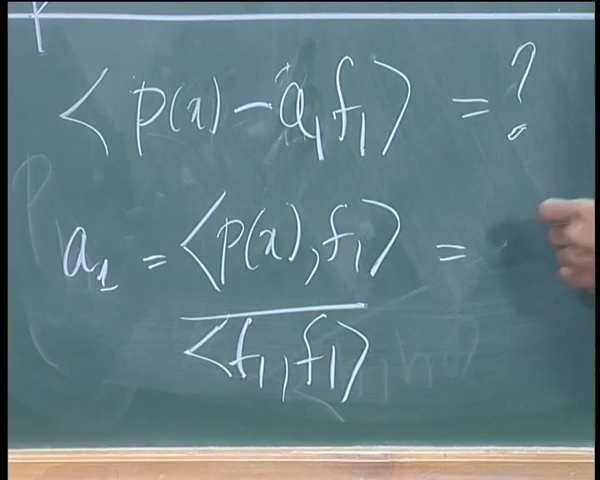 < p(x) - a₁f₁ > = ?
a₁ = <p(x), f₁> =
<f₁, f₁>